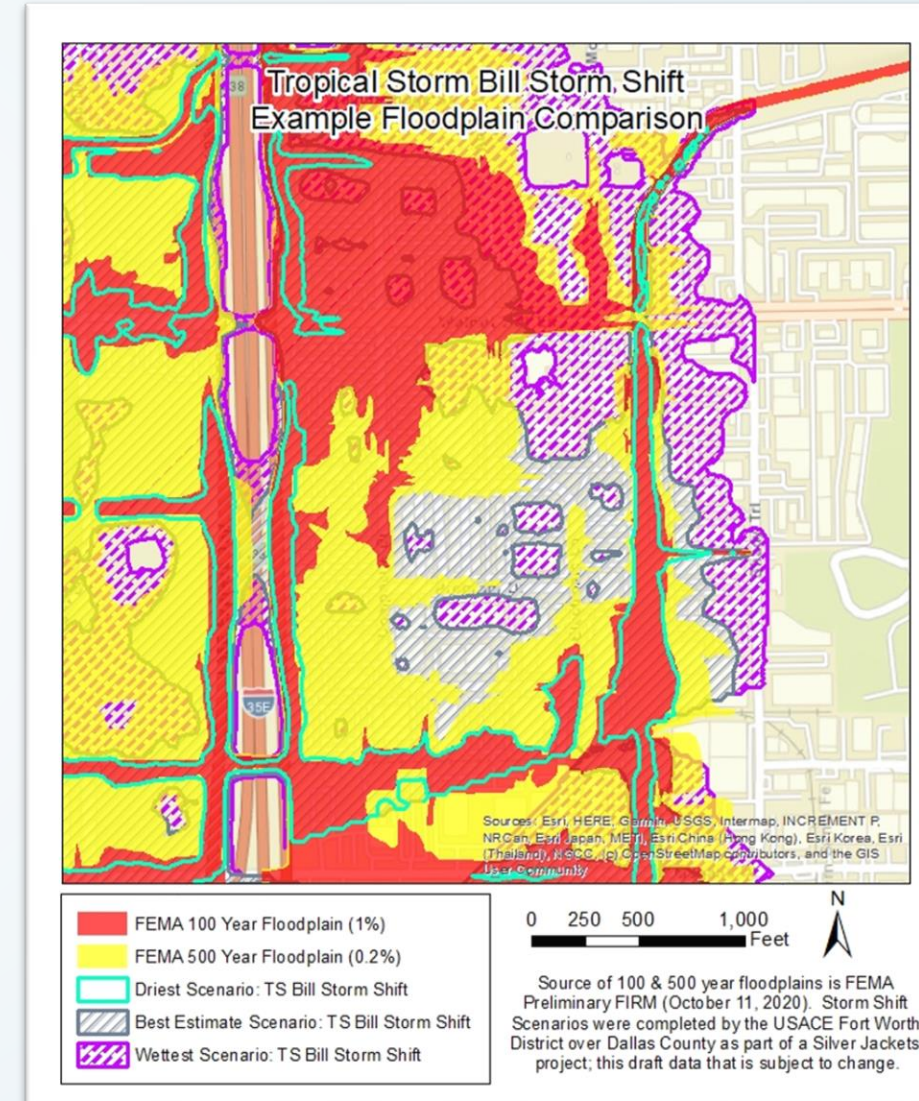 Tropical Storm Bill Storm Shift
Example Floodplain Comparison
38
35E
Sources: Esri, HERE, Garmin, USGS, Intermap, INCREMENT P,
NRCan, Esri Japan, METI, Esri China (Hong Kong), Esri Korea, Esri
(Thailand), NGCC, (c) OpenStreetMap contributors, and the GIS
User Community
FEMA 100 Year Floodplain (1%)
FEMA 500 Year Floodplain (0.2%)
Driest Scenario: TS Bill Storm Shift
Best Estimate Scenario: TS Bill Storm Shift
Wettest Scenario: TS Bill Storm Shift
0 250 500 1,000
Feet
N
Source of 100 & 500 year floodplains is FEMA
Preliminary FIRM (October 11, 2020). Storm Shift
Scenarios were completed by the USACE Fort Worth
District over Dallas County as part of a Silver Jackets
project; this draft data that is subject to change.